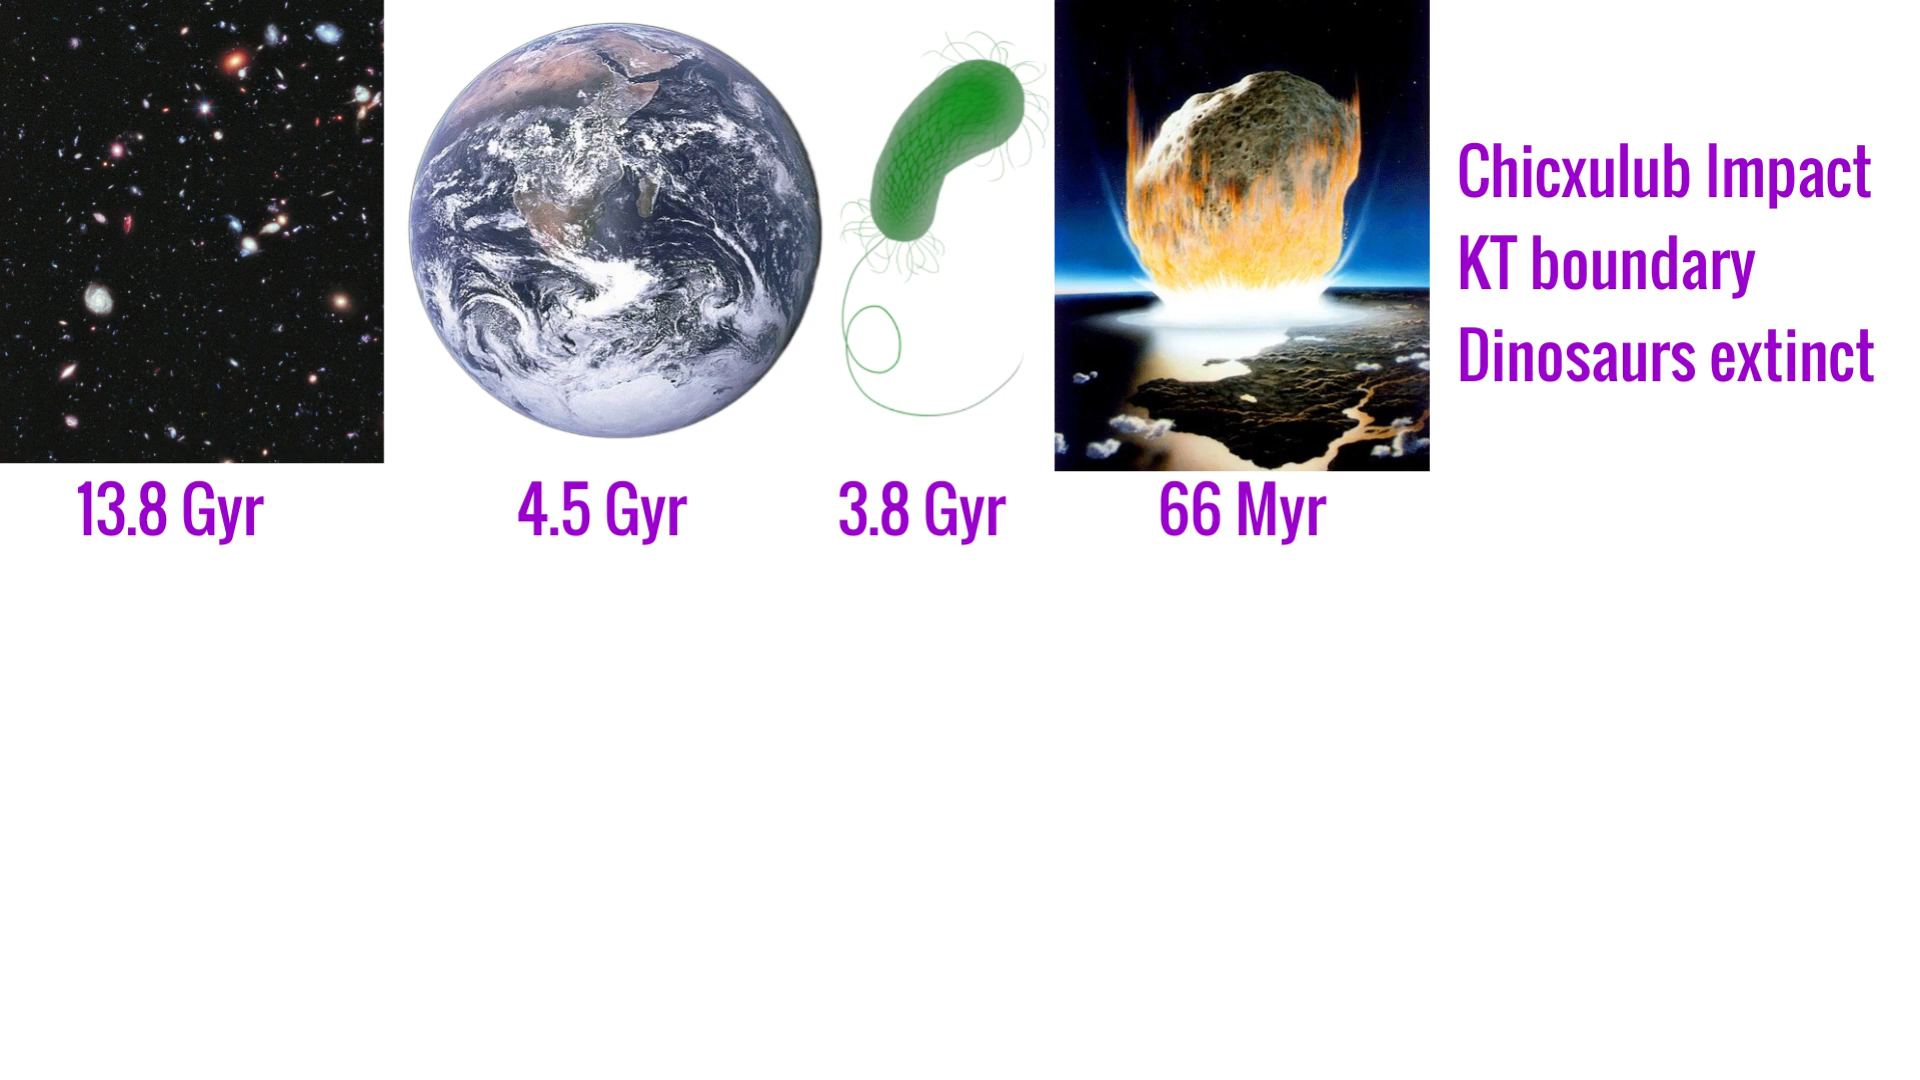 Chicxulub Impact
KT boundary
Dinosaurs extinct
13.8 Gyr
4.5 Gyr
3.8 Gyr
66 Myr